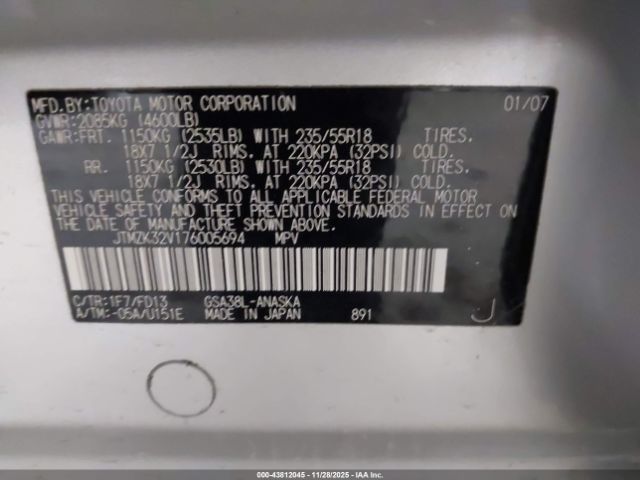 MFD.BY:TOYOTA MOTOR CORPORATION 01/07
GVWR:2085KG (4600LB)
GAWR:FRT. 1150KG (2535LB) WITH 235/55R18 TIRES.
18X7 1/2J RIMS. AT 220KPA (32PSI) COLD.
RR. 1150KG (2530LB) WITH 235/55R18 TIRES.
18X7 1/2J RIMS. AT 220KPA (32PSI) COLD.
THIS VEHICLE CONFORMS TO ALL APPLICABLE FEDERAL MOTOR
VEHICLE SAFETY AND THEFT PREVENTION STANDARDS IN EFFECT ON
THE DATE OF MANUFACTURE SHOWN ABOVE.
JTMZK32V176005694 MPV
C/TR:1F7/FD13 GSA38L-ANASKA
A/TM:-05A/U151E MADE IN JAPAN 891 J
000-43812045 - 11/28/2025 - IAA Inc.